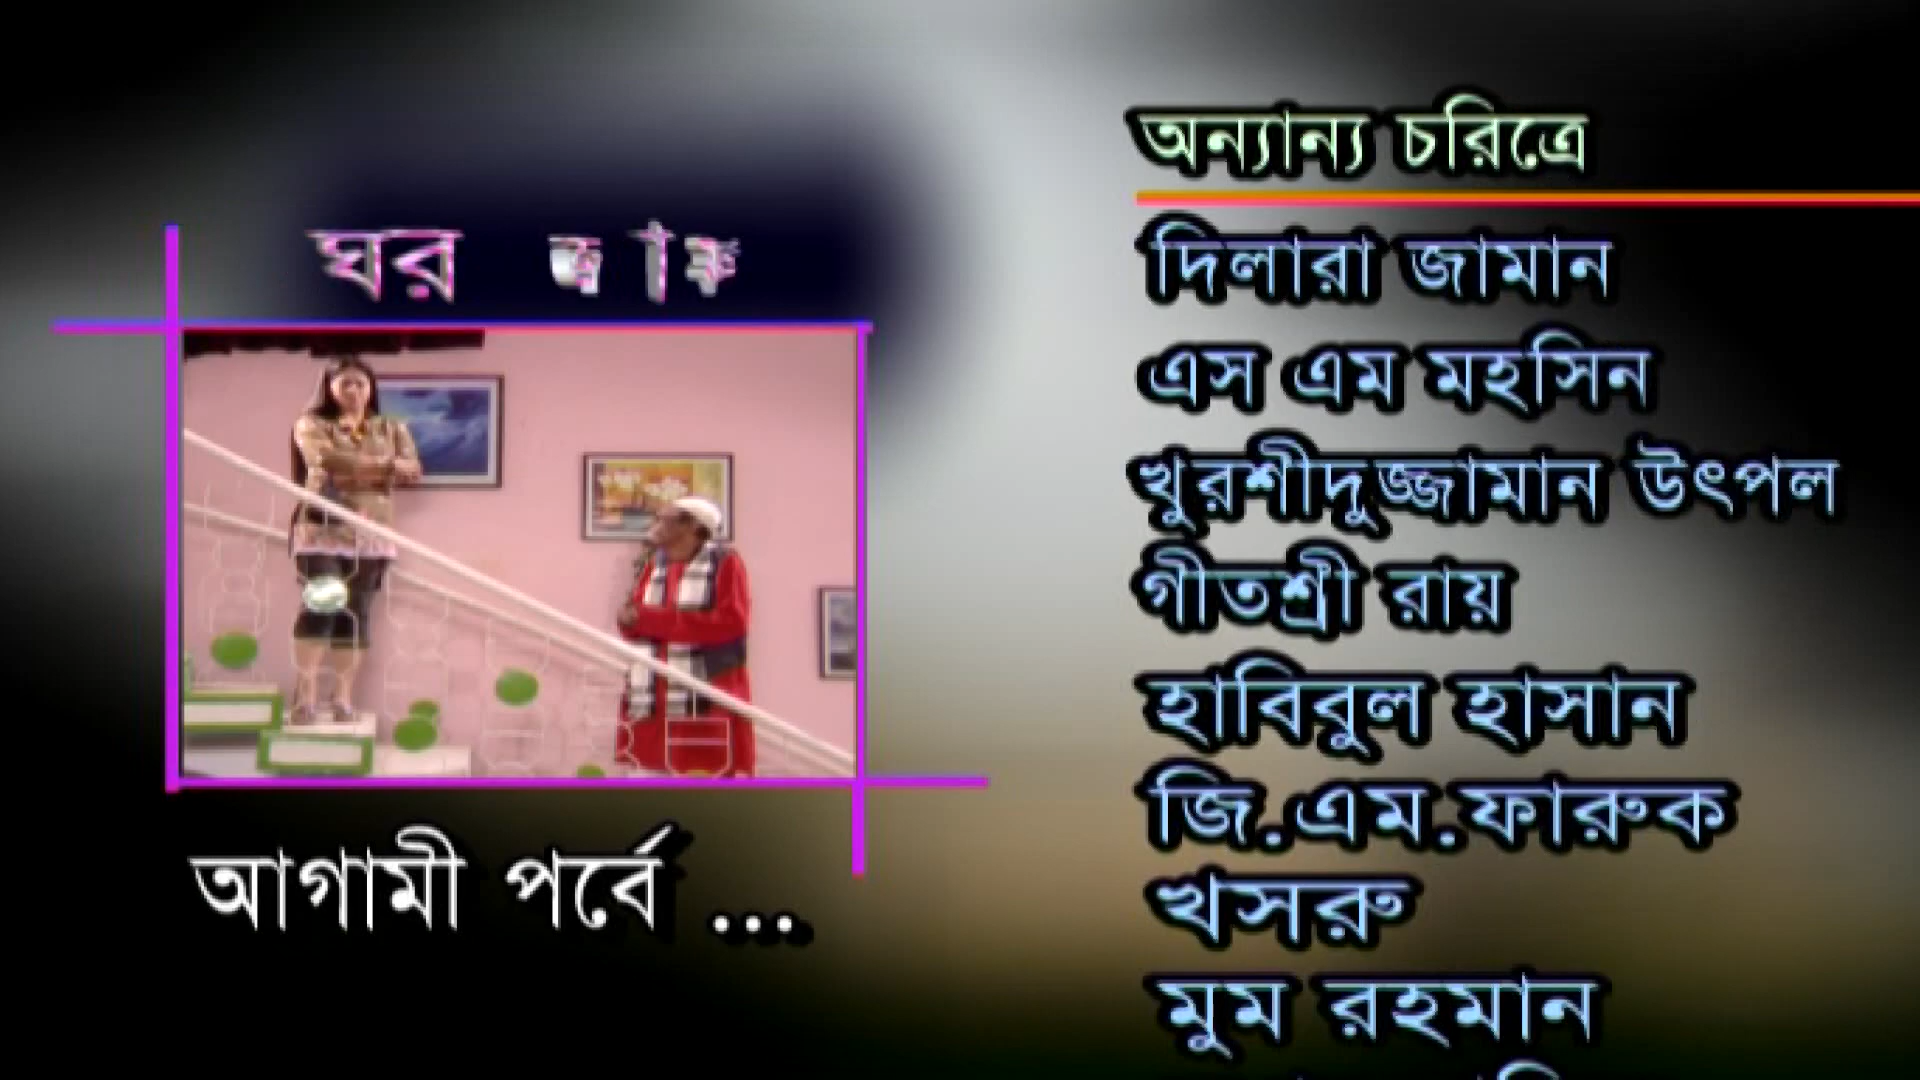 ঘর
আগামী পর্বে ...
অন্যান্য চরিত্রে
দিলারা জামান
এস এম মহসিন
খুরশীদুজ্জামান উৎপল
গীতশ্রী রায়
হাবিবুল হাসান
জি.এম.ফারুক
খসরু
মুম রহমান